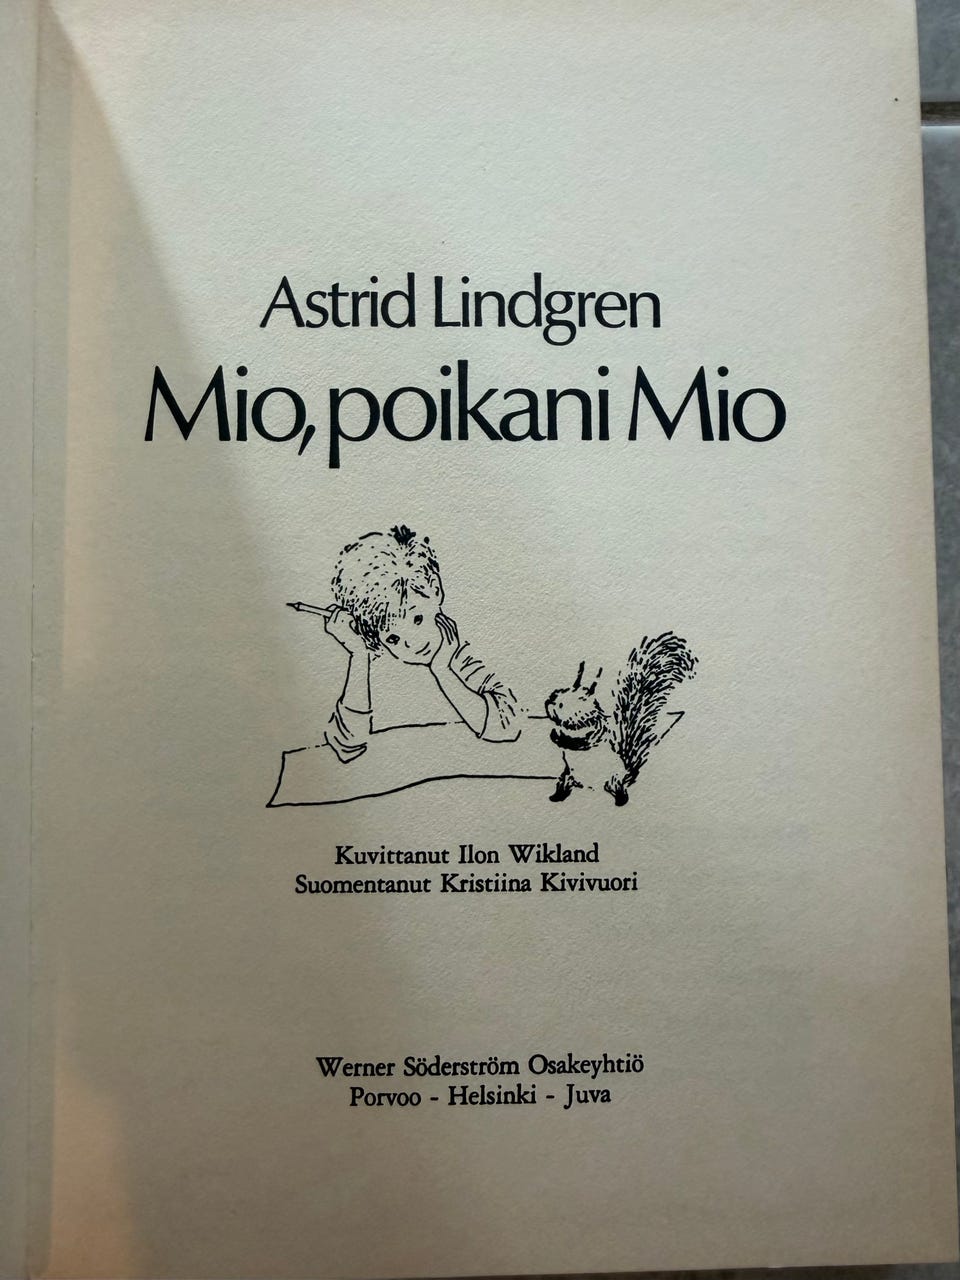 Astrid Lindgren
Mio, poikani Mio
Kuvittanut Ilon Wikland
Suomentanut Kristiina Kivivuori
Werner Söderström Osakeyhtiö
Porvoo - Helsinki - Juva